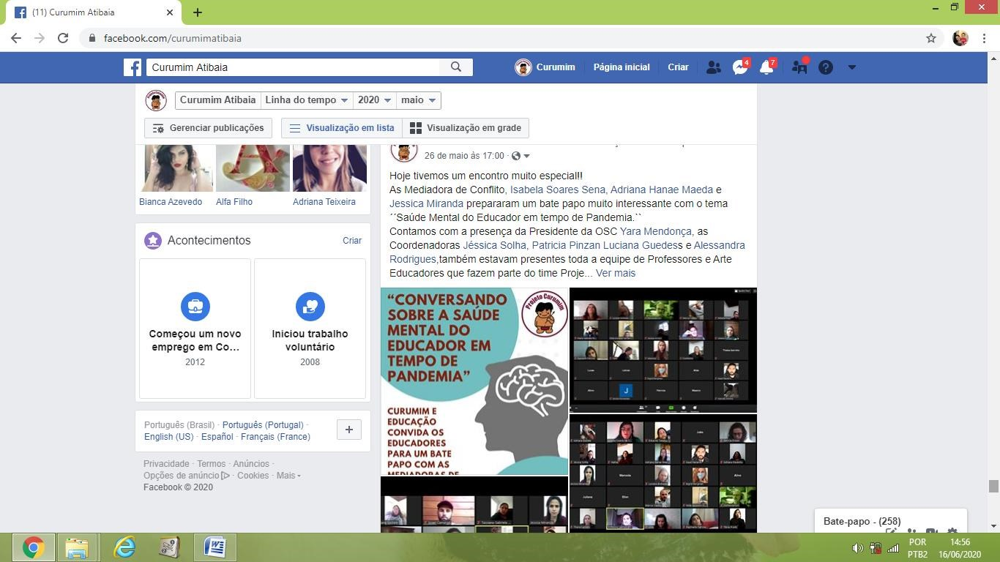 (11) Curumim Atibaia
facebook.com/curumimatibaia
Curumim Atibaia
Curumim
Página inicial
Criar
4
7
Curumim Atibaia
Linha do tempo
2020
maio
Gerenciar publicações
Visualização em lista
Visualização em grade
Bianca Azevedo
Alfa Filho
Adriana Teixeira
Acontecimentos
Criar
Começou um novo
emprego em Co...
2012
Iniciou trabalho
voluntário
2008
Português (Brasil) · Português (Portugal) ·
English (US) · Español · Français (France)
Privacidade · Termos · Anúncios ·
Opções de anúncio · Cookies · Mais
Facebook © 2020
26 de maio às 17:00 ·
Hoje tivemos um encontro muito especial!!
As Mediadora de Conflito, Isabela Soares Sena, Adriana Hanae Maeda e
Jessica Miranda prepararam um bate papo muito interessante com o tema
´´Saúde Mental do Educador em tempo de Pandemia.``
Contamos com a presença da Presidente da OSC Yara Mendonça, as
Coordenadoras Jéssica Solha, Patricia Pinzan Luciana Guedess e Alessandra
Rodrigues,também estavam presentes toda a equipe de Professores e Arte
Educadores que fazem parte do time Proje... Ver mais
Projeto Curumim
“CONVERSANDO
SOBRE A SAÚDE
MENTAL DO
EDUCADOR EM
TEMPO DE
PANDEMIA”
CURUMIM E
EDUCAÇÃO
CONVIDA OS
EDUCADORES
PARA UM BATE
PAPO COM AS
MEDIADORAS DE
J
Bate-papo - (258)
POR
PTB2
14:56
16/06/2020